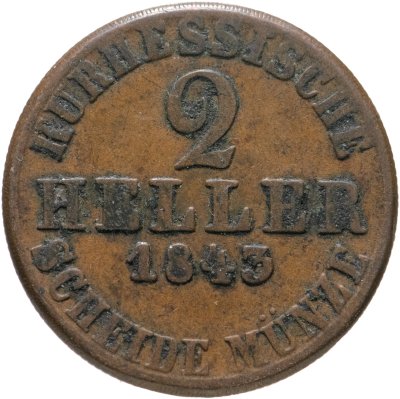 KURHESSISCHE
2
HELLER
1843
SCHEIDE MÜNZE